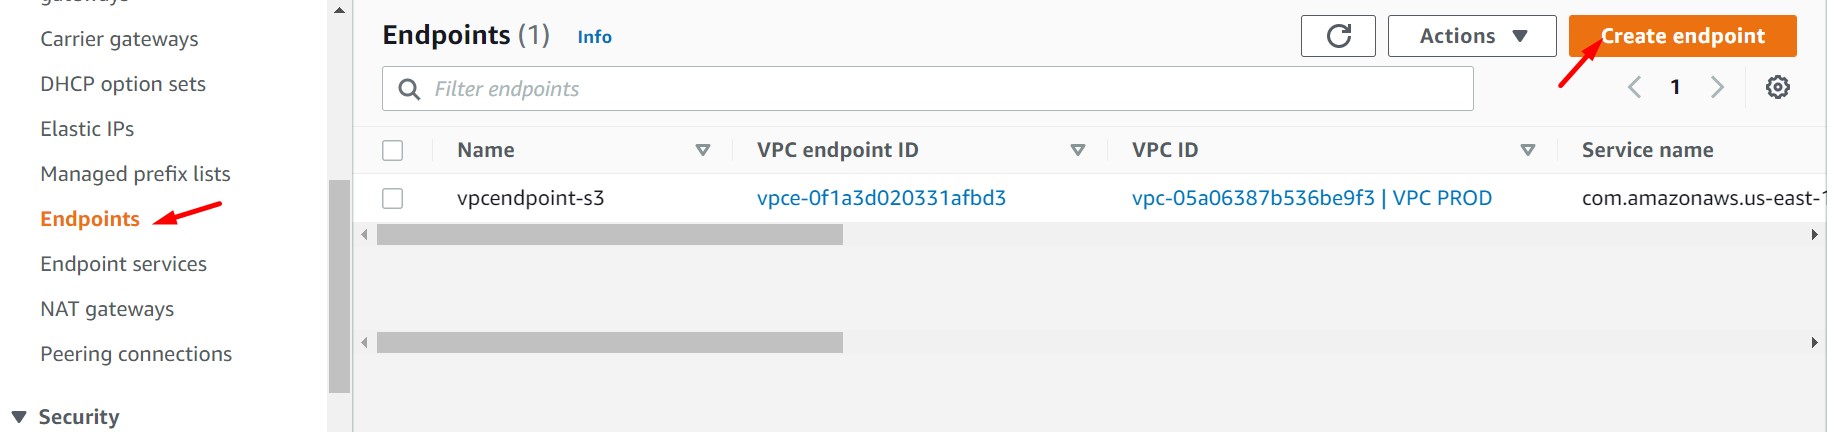 Carrier gateways
DHCP option sets
Elastic IPs
Managed prefix lists
Endpoints
Endpoint services
NAT gateways
Peering connections
Security
Endpoints (1) Info
Actions
Create endpoint
Filter endpoints
1
Name VPC endpoint ID VPC ID Service name
vpcendpoint-s3 vpce-0f1a3d020331afbd3 vpc-05a06387b536be9f3 | VPC PROD com.amazonaws.us-east-1